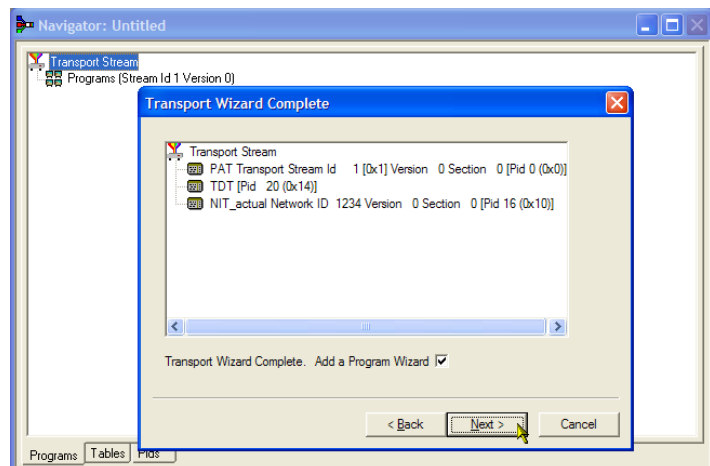 Navigator: Untitled
Transport Stream
Programs (Stream Id 1 Version 0)
Transport Wizard Complete
Transport Stream
PAT Transport Stream Id 1 [0x1] Version 0 Section 0 [Pid 0 (0x0)]
TDT [Pid 20 (0x14)]
NIT_actual Network ID 1234 Version 0 Section 0 [Pid 16 (0x10)]
Transport Wizard Complete. Add a Program Wizard
< Back Next > Cancel
Programs Tables Pids